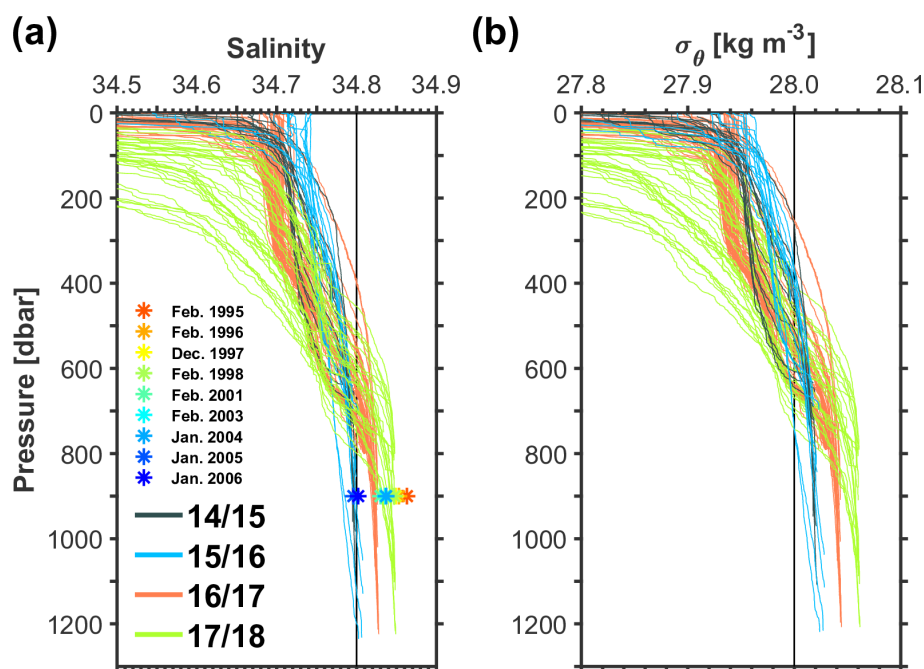 (a)
Salinity
34.5 34.6 34.7 34.8 34.9
0
200
400
600
800
1000
1200
Pressure [dbar]
Feb. 1995
Feb. 1996
Dec. 1997
Feb. 1998
Feb. 2001
Feb. 2003
Jan. 2004
Jan. 2005
Jan. 2006
14/15
15/16
16/17
17/18
(b)
σθ [kg m-3]
27.8 27.9 28.0 28.1
0
200
400
600
800
1000
1200